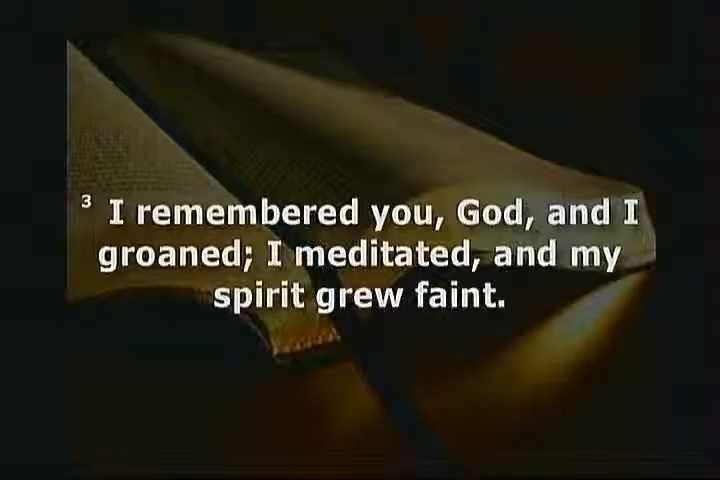 ³ I remembered you, God, and I
groaned; I meditated, and my
spirit grew faint.